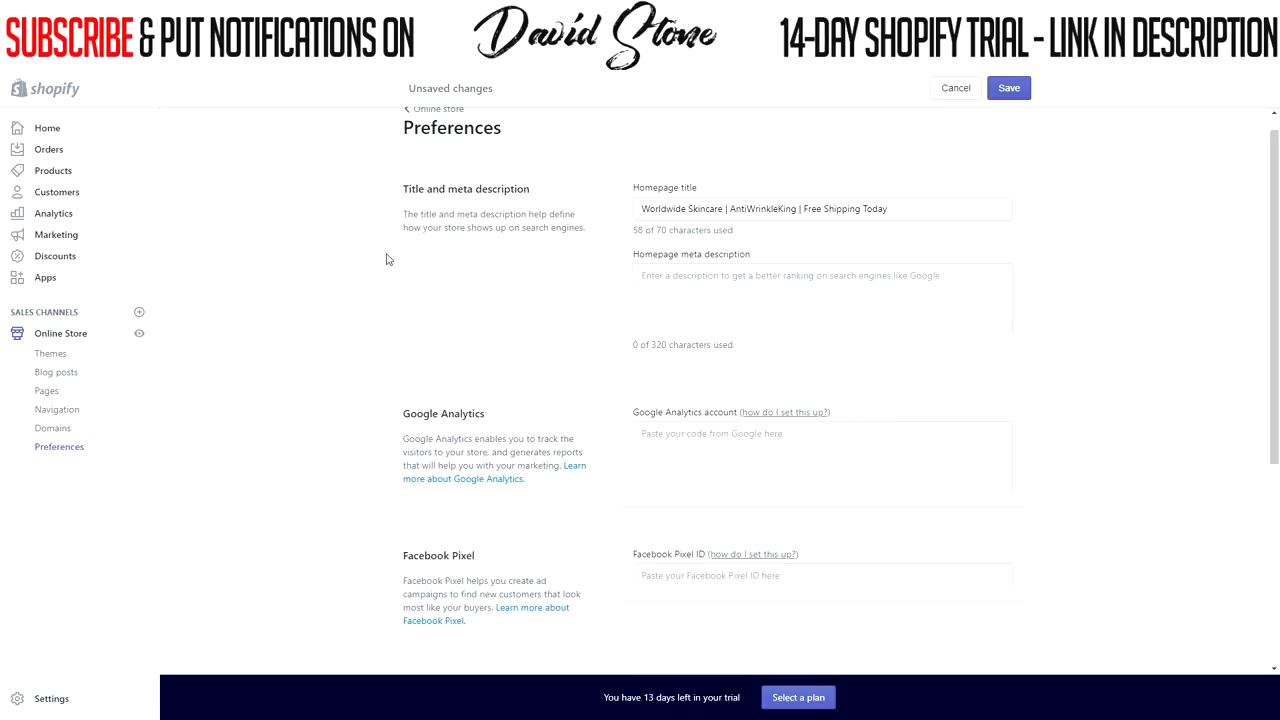 SUBSCRIBE & PUT NOTIFICATIONS ON
David Stone
14-DAY SHOPIFY TRIAL - LINK IN DESCRIPTION
shopify
Unsaved changes
Cancel
Save
Home
Orders
Products
Customers
Analytics
Marketing
Discounts
Apps
SALES CHANNELS
Online Store
Themes
Blog posts
Pages
Navigation
Domains
Preferences
Settings
Online store
Preferences
Title and meta description
The title and meta description help define
how your store shows up on search engines.
Homepage title
Worldwide Skincare | AntiWrinkleKing | Free Shipping Today
58 of 70 characters used
Homepage meta description
Enter a description to get a better ranking on search engines like Google
0 of 320 characters used
Google Analytics
Google Analytics enables you to track the
visitors to your store, and generates reports
that will help you with your marketing. Learn
more about Google Analytics.
Google Analytics account (how do I set this up?)
Paste your code from Google here
Facebook Pixel
Facebook Pixel helps you create ad
campaigns to find new customers that look
most like your buyers. Learn more about
Facebook Pixel.
Facebook Pixel ID (how do I set this up?)
Paste your Facebook Pixel ID here
You have 13 days left in your trial
Select a plan